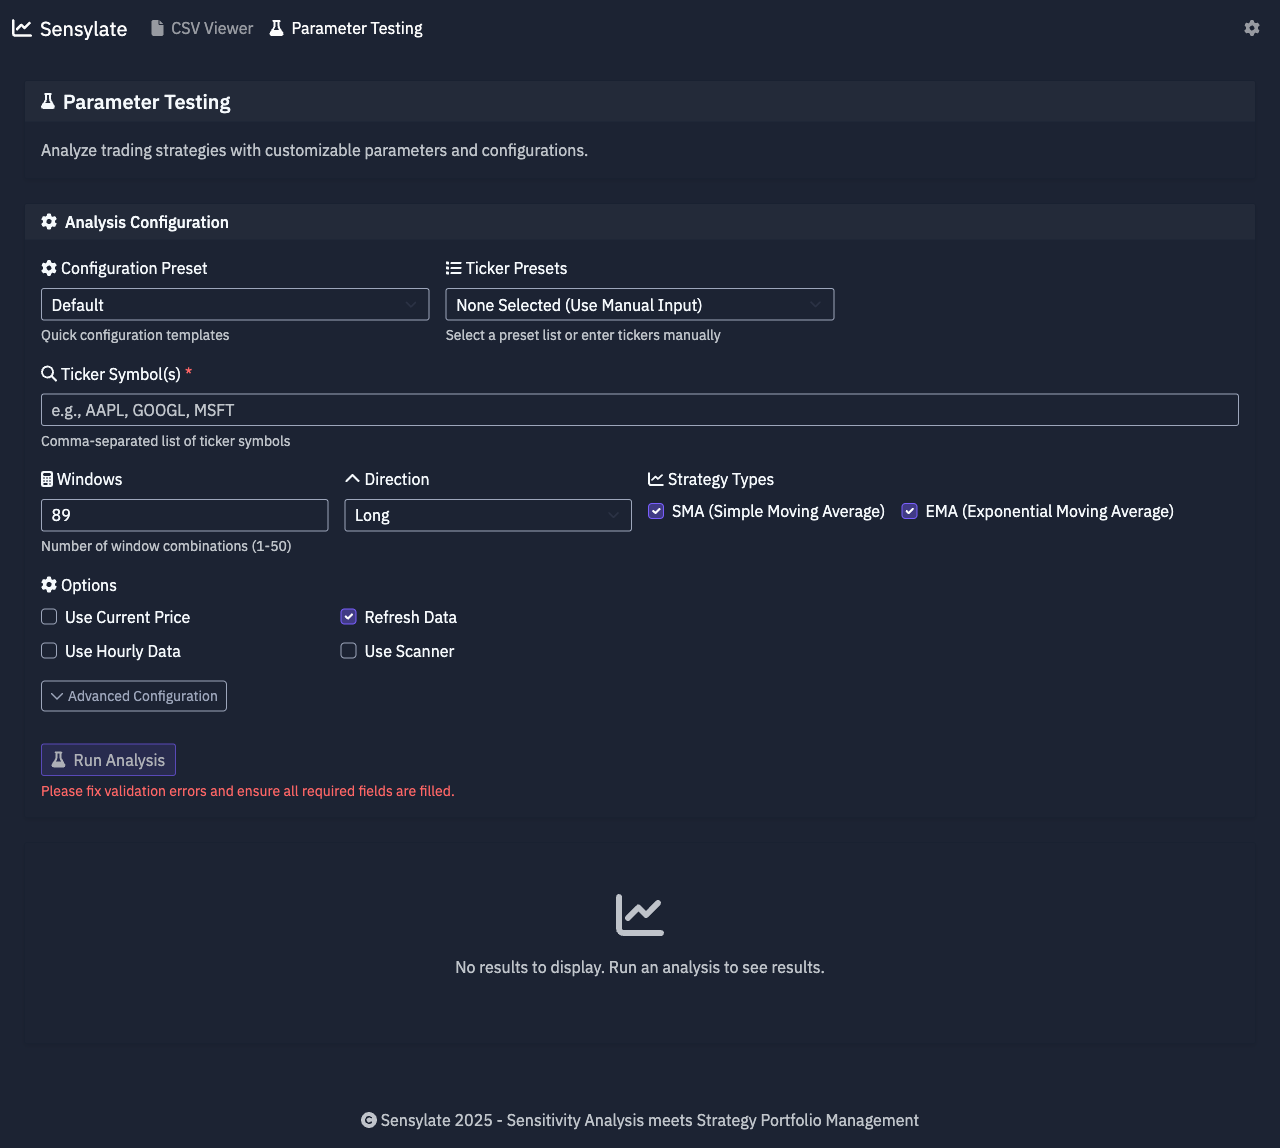 Sensylate CSV Viewer Parameter Testing
Parameter Testing
Analyze trading strategies with customizable parameters and configurations.
Analysis Configuration
Configuration Preset Ticker Presets
Default None Selected (Use Manual Input)
Quick configuration templates Select a preset list or enter tickers manually
Ticker Symbol(s) *
e.g., AAPL, GOOGL, MSFT
Comma-separated list of ticker symbols
Windows Direction Strategy Types
89 Long SMA (Simple Moving Average) EMA (Exponential Moving Average)
Number of window combinations (1-50)
Options
Use Current Price Refresh Data
Use Hourly Data Use Scanner
Advanced Configuration
Run Analysis
Please fix validation errors and ensure all required fields are filled.
No results to display. Run an analysis to see results.
© Sensylate 2025 - Sensitivity Analysis meets Strategy Portfolio Management